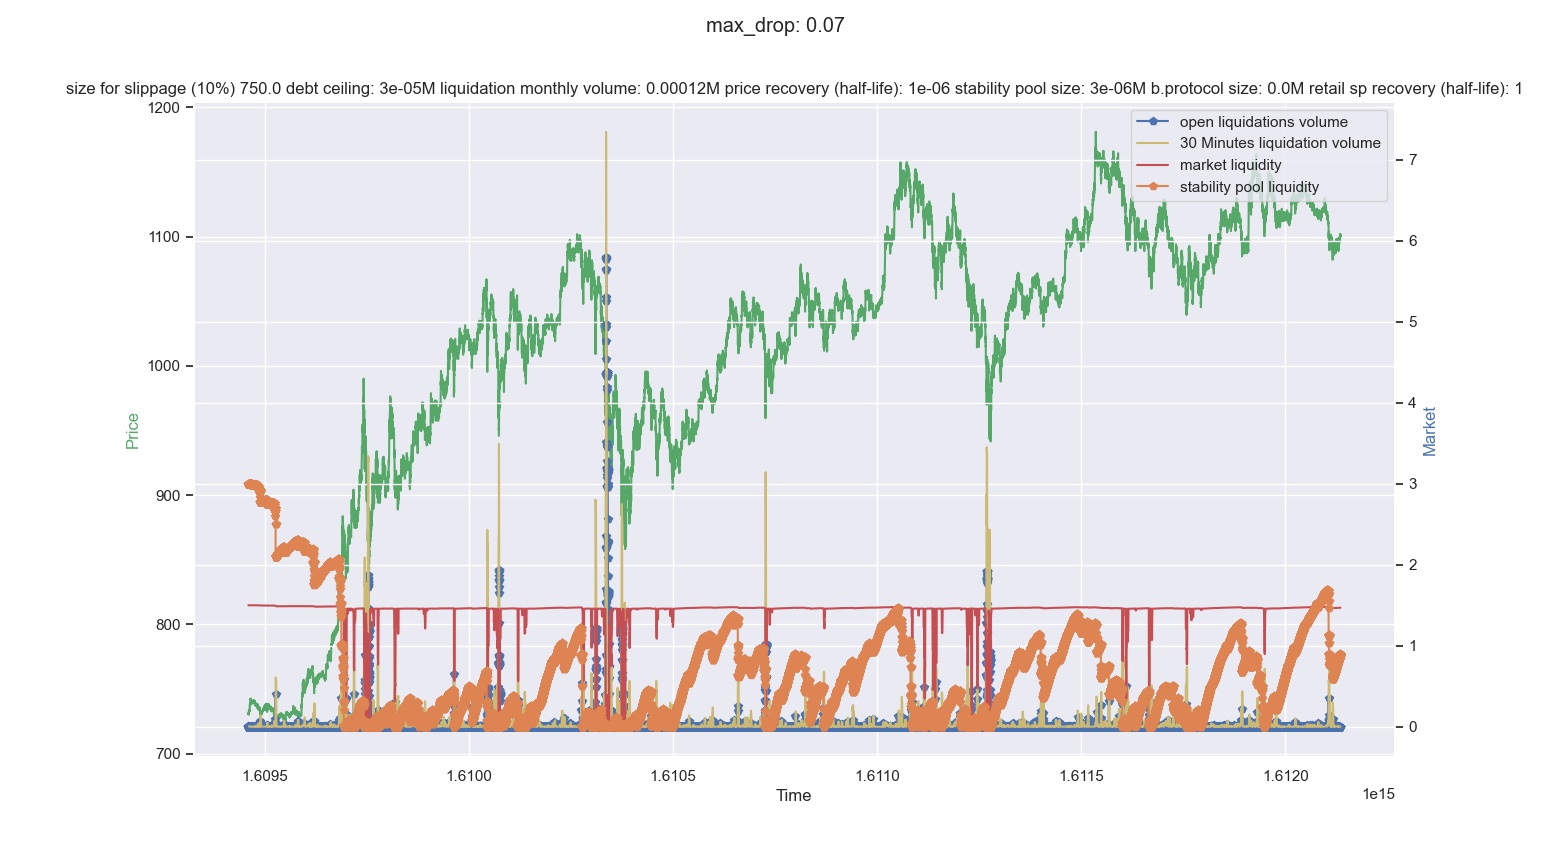 max_drop: 0.07
size for slippage (10%) 750.0 debt ceiling: 3e-05M liquidation monthly volume: 0.00012M price recovery (half-life): 1e-06 stability pool size: 3e-06M b.protocol size: 0.0M retail sp recovery (half-life): 1
open liquidations volume
30 Minutes liquidation volume
market liquidity
stability pool liquidity
1200
1100
1000
900
800
700
Price
7
6
5
4
3
2
1
0
Market
1.6095 1.6100 1.6105 1.6110 1.6115 1.6120
1e15
Time